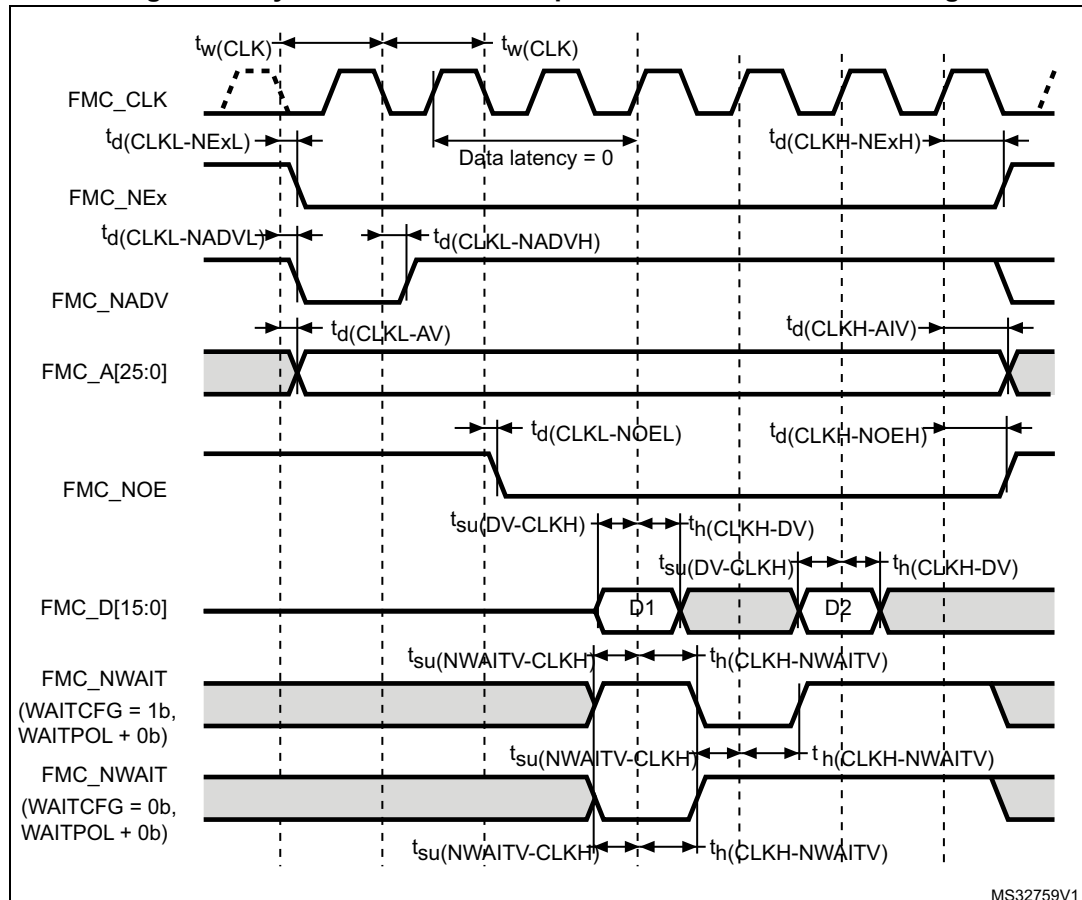 tw(CLK)
tw(CLK)
FMC_CLK
td(CLKL-NExL)
Data latency = 0
td(CLKH-NExH)
FMC_NEx
td(CLKL-NADVL)
td(CLKL-NADVH)
FMC_NADV
td(CLKL-AV)
td(CLKH-AIV)
FMC_A[25:0]
td(CLKL-NOEL)
td(CLKH-NOEH)
FMC_NOE
tsu(DV-CLKH)
th(CLKH-DV)
tsu(DV-CLKH)
th(CLKH-DV)
FMC_D[15:0]
D1
D2
tsu(NWAITV-CLKH)
th(CLKH-NWAITV)
FMC_NWAIT
(WAITCFG = 1b,
WAITPOL + 0b)
tsu(NWAITV-CLKH)
th(CLKH-NWAITV)
FMC_NWAIT
(WAITCFG = 0b,
WAITPOL + 0b)
tsu(NWAITV-CLKH)
th(CLKH-NWAITV)
MS32759V1